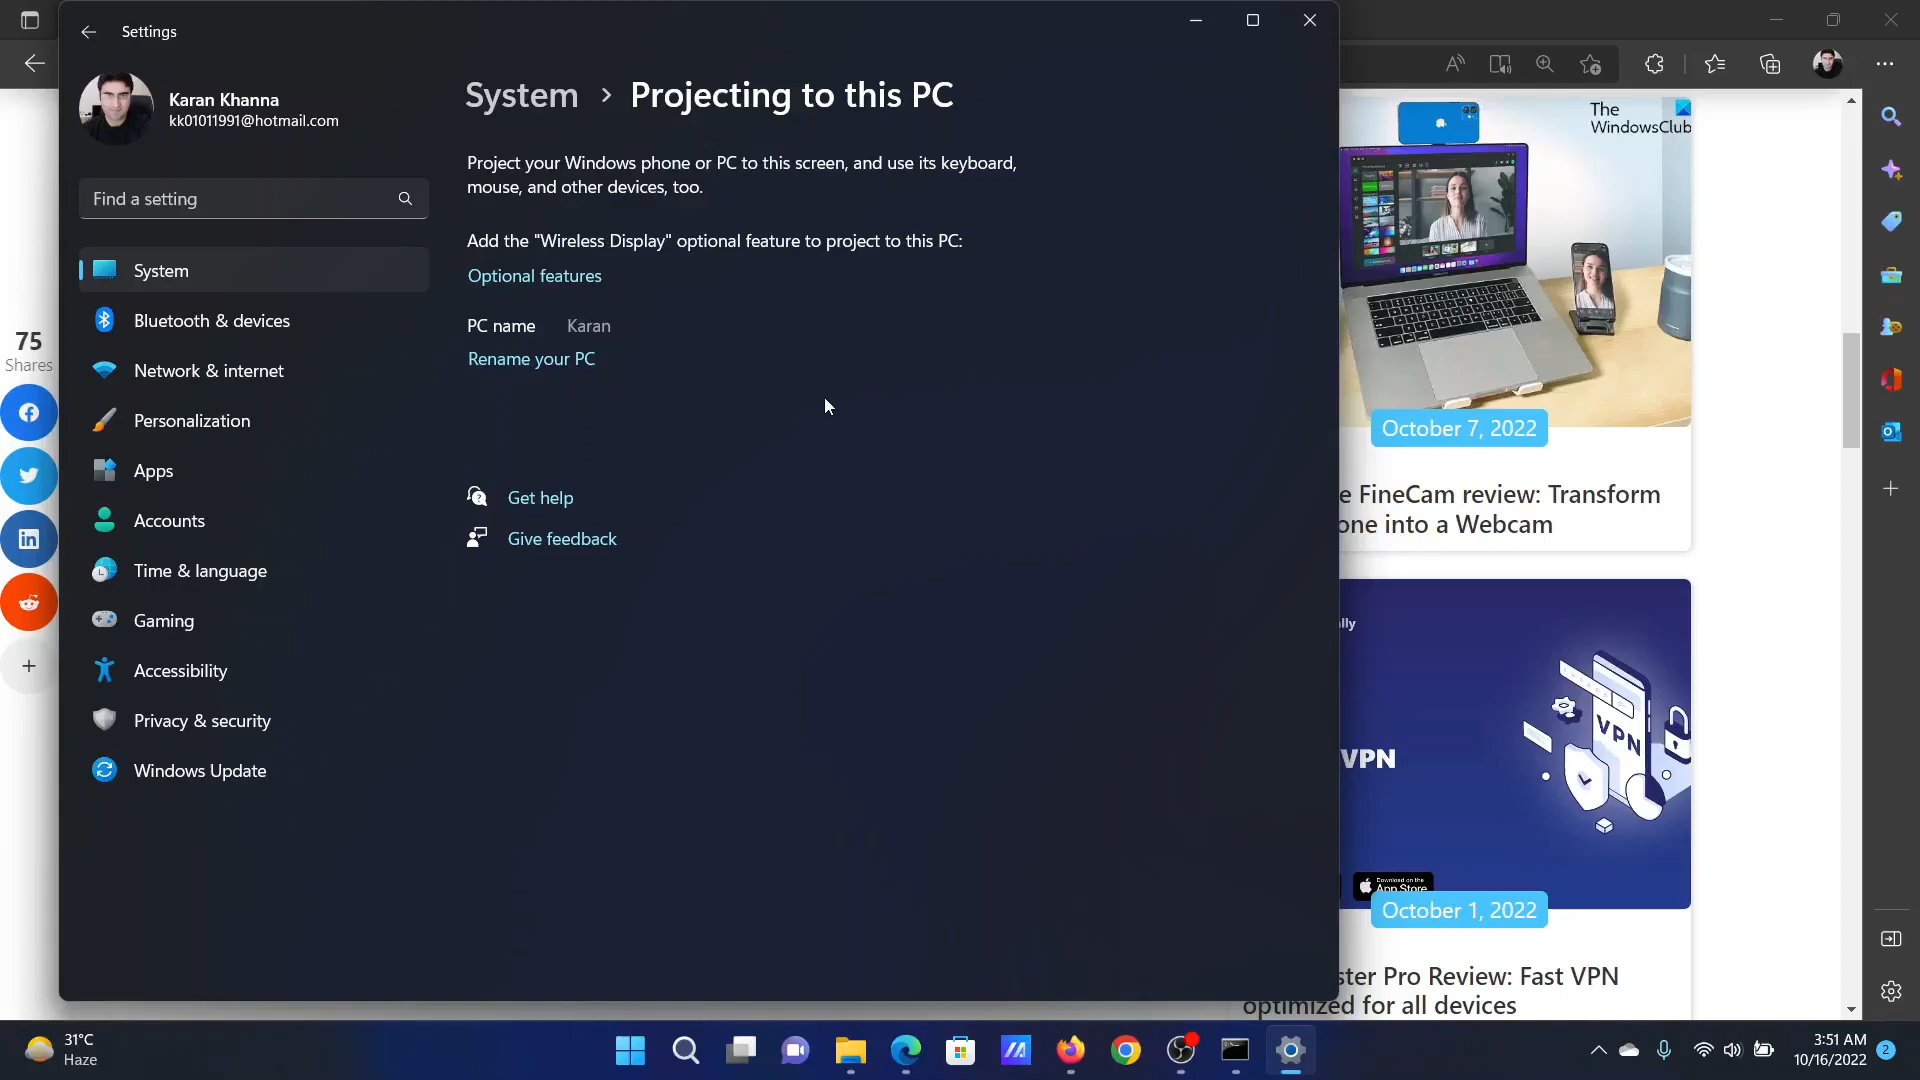 Settings
Karan Khanna
kk01011991@hotmail.com
Find a setting
System
Bluetooth & devices
Network & internet
Personalization
Apps
Accounts
Time & language
Gaming
Accessibility
Privacy & security
Windows Update
System > Projecting to this PC
Project your Windows phone or PC to this screen, and use its keyboard,
mouse, and other devices, too.
Add the "Wireless Display" optional feature to project to this PC:
Optional features
PC name Karan
Rename your PC
Get help
Give feedback
75
Shares
The
WindowsClub
October 7, 2022
e FineCam review: Transform
one into a Webcam
lly
VPN
VPN
Download on the
App Store
October 1, 2022
ster Pro Review: Fast VPN
optimized for all devices
31°C
Haze
3:51 AM
10/16/2022
2